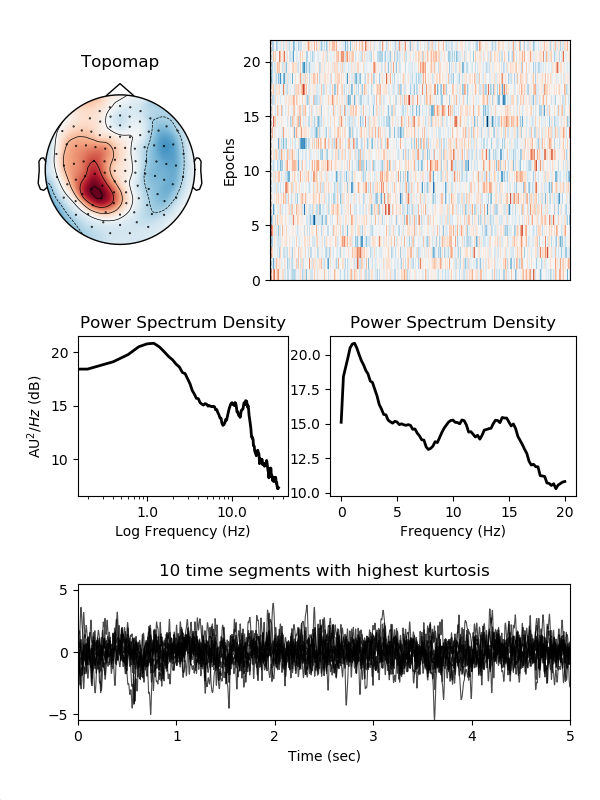 Topomap
Epochs
20
15
10
5
0
Power Spectrum Density
AU²/Hz (dB)
20
15
10
1.0 10.0
Log Frequency (Hz)
Power Spectrum Density
20.0
17.5
15.0
12.5
10.0
0 5 10 15 20
Frequency (Hz)
10 time segments with highest kurtosis
5
0
−5
0 1 2 3 4 5
Time (sec)